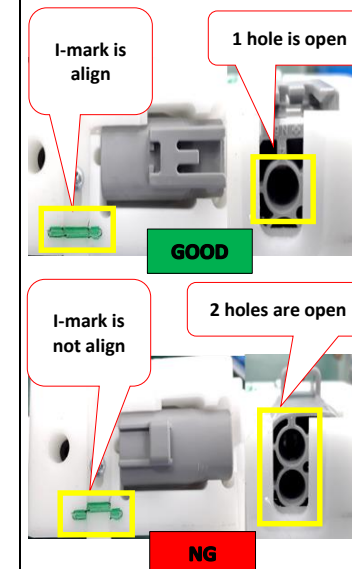 I-mark is
align
1 hole is open
GOOD
I-mark is
not align
2 holes are open
NG